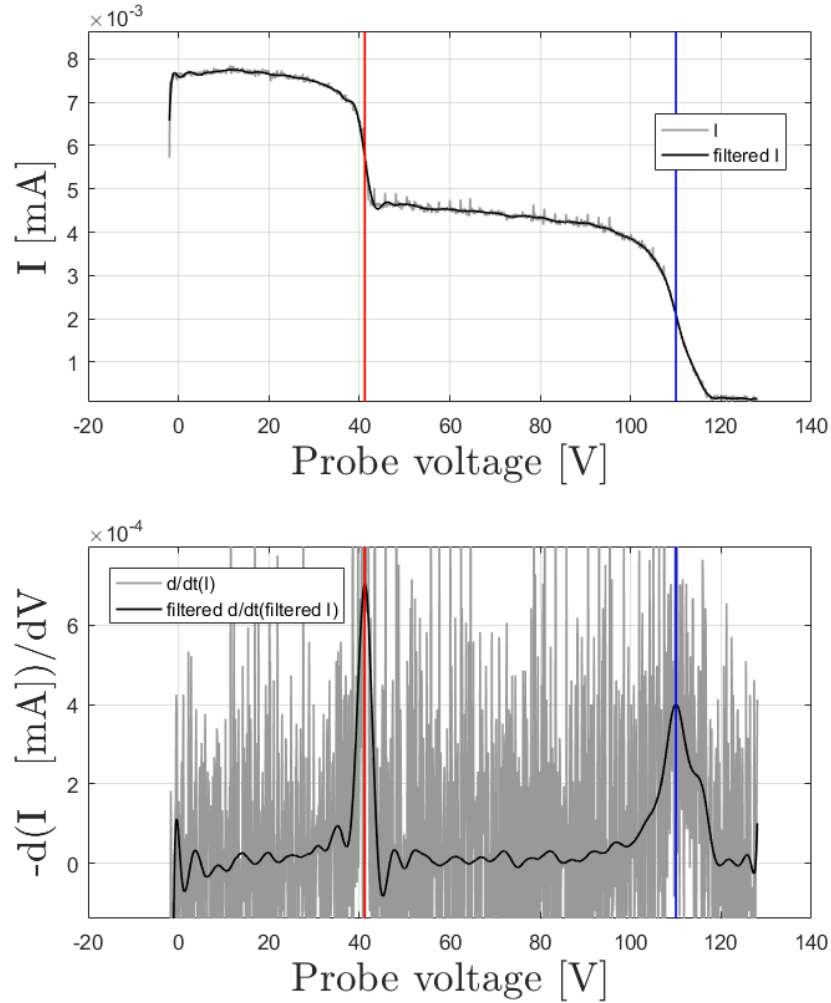 ×10⁻³
8
7
6
5
4
3
2
1
I [mA]
I
filtered I
-20 0 20 40 60 80 100 120 140
Probe voltage [V]
×10⁻⁴
6
4
2
0
-d(I [mA])/dV
d/dt(I)
filtered d/dt(filtered I)
-20 0 20 40 60 80 100 120 140
Probe voltage [V]